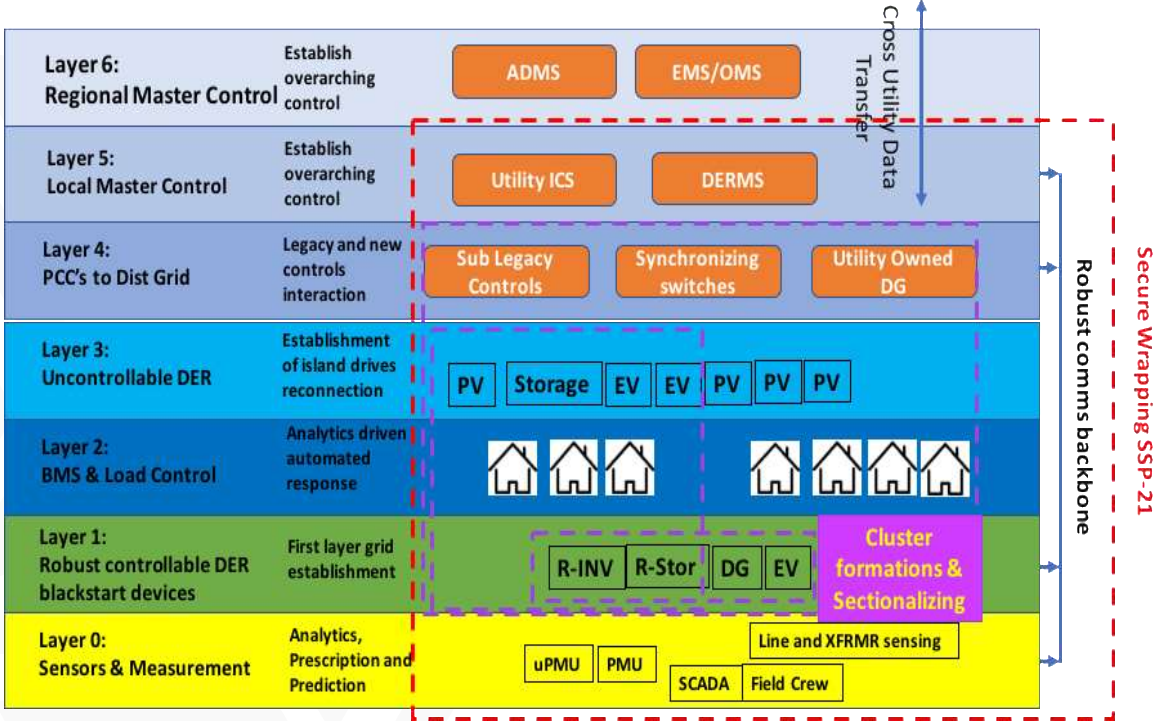 Layer 6:
Regional Master Control
Establish
overarching
control
ADMS
EMS/OMS
Cross Utility Data
Transfer
Layer 5:
Local Master Control
Establish
overarching
control
Utility ICS
DERMS
Layer 4:
PCC's to Dist Grid
Legacy and new
controls
interaction
Sub Legacy
Controls
Synchronizing
switches
Utility Owned
DG
Layer 3:
Uncontrollable DER
Establishment
of island drives
reconnection
PV
Storage
EV
EV
PV
PV
PV
Layer 2:
BMS & Load Control
Analytics driven
automated
response
Layer 1:
Robust controllable DER
blackstart devices
First layer grid
establishment
R-INV
R-Stor
DG
EV
Cluster
formations &
Sectionalizing
Layer 0:
Sensors & Measurement
Analytics,
Prescription and
Prediction
uPMU
PMU
Line and XFRMR sensing
SCADA
Field Crew
Robust comms backbone
Secure Wrapping SSP-21